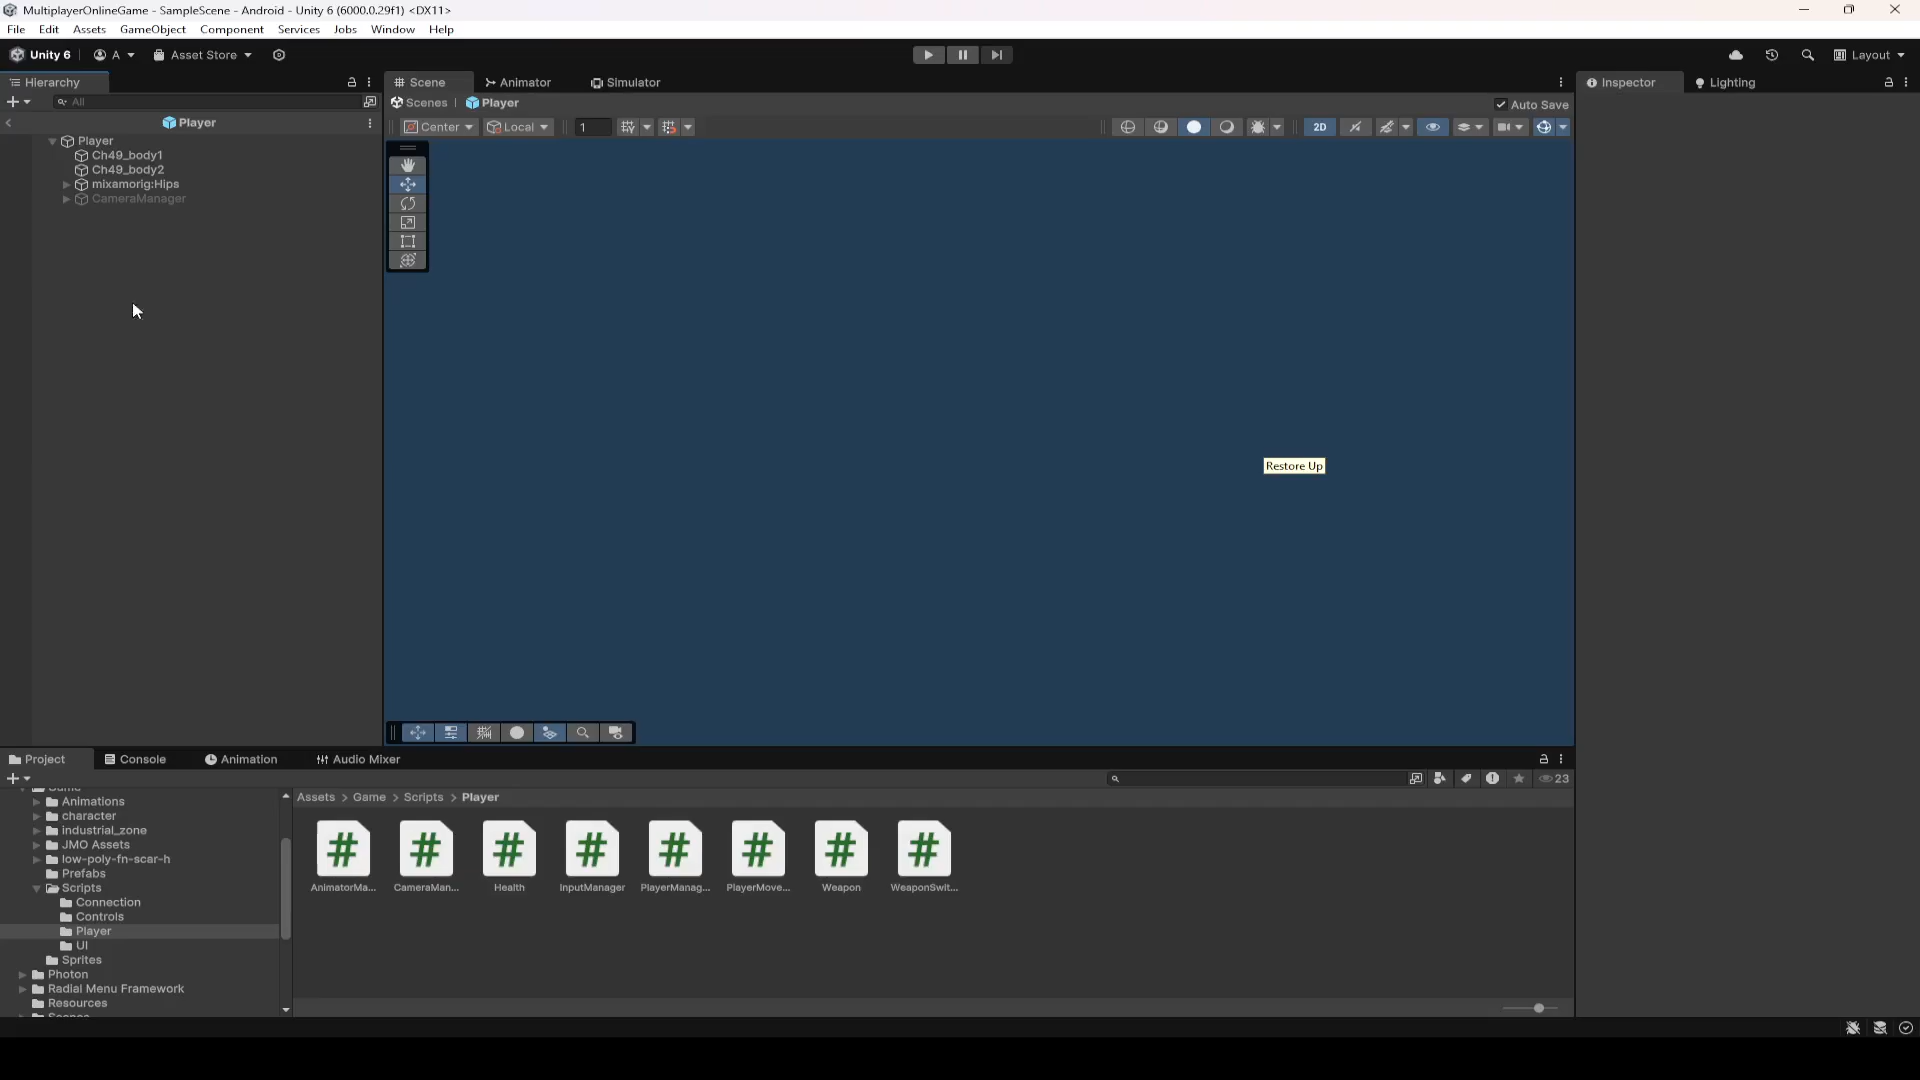 MultiplayerOnlineGame - SampleScene - Android - Unity 6 (6000.0.29f1) <DX11>
File Edit Assets GameObject Component Services Jobs Window Help
Unity 6 A Asset Store Layout
Hierarchy Scene Animator Simulator Inspector Lighting
All Scenes Player Auto Save
Player Center Local 1 2D
Player
Ch49_body1
Ch49_body2
mixamorig:Hips
CameraManager
Restore Up
Project Console Animation Audio Mixer
23
Assets > Game > Scripts > Player
Animations
character
industrial_zone
JMO Assets
low-poly-fn-scar-h
Prefabs
Scripts
Connection
Controls
Player
UI
Sprites
Photon
Radial Menu Framework
Resources
AnimatorMa... CameraMan... Health InputManager PlayerManag... PlayerMove... Weapon WeaponSwit...